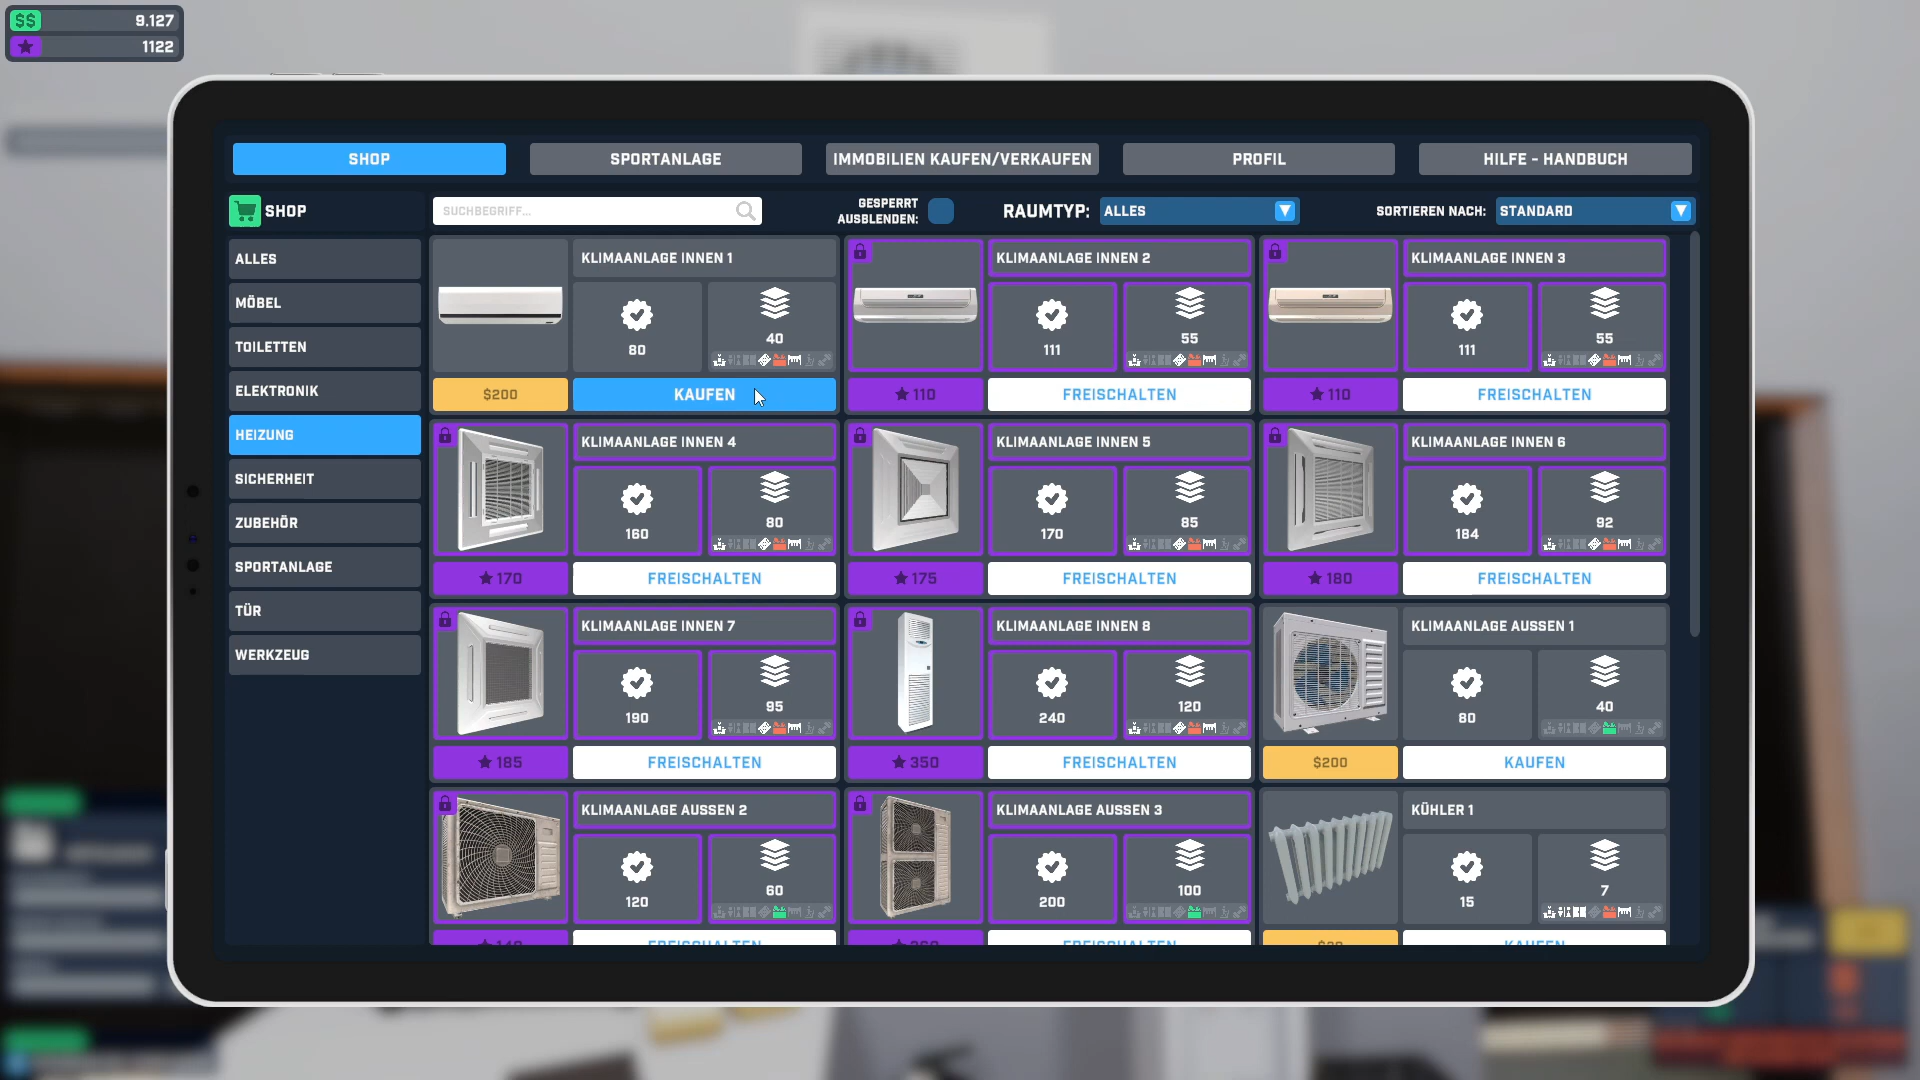 $$ 9.127
1122
SHOP
SPORTANLAGE
IMMOBILIEN KAUFEN/VERKAUFEN
PROFIL
HILFE - HANDBUCH
SHOP
SUCHBEGRIFF...
GESPERRT
AUSBLENDEN:
RAUMTYP:
ALLES
SORTIEREN NACH:
STANDARD
ALLES
MÖBEL
TOILETTEN
ELEKTRONIK
HEIZUNG
SICHERHEIT
ZUBEHÖR
SPORTANLAGE
TÜR
WERKZEUG
KLIMAANLAGE INNEN 1
80
40
$200
KAUFEN
KLIMAANLAGE INNEN 2
111
55
110
FREISCHALTEN
KLIMAANLAGE INNEN 3
111
55
110
FREISCHALTEN
KLIMAANLAGE INNEN 4
160
80
170
FREISCHALTEN
KLIMAANLAGE INNEN 5
170
85
175
FREISCHALTEN
KLIMAANLAGE INNEN 6
184
92
180
FREISCHALTEN
KLIMAANLAGE INNEN 7
190
95
185
FREISCHALTEN
KLIMAANLAGE INNEN 8
240
120
350
FREISCHALTEN
KLIMAANLAGE AUSSEN 1
80
40
$200
KAUFEN
KLIMAANLAGE AUSSEN 2
120
60
FREISCHALTEN
KLIMAANLAGE AUSSEN 3
200
100
FREISCHALTEN
KÜHLER 1
15
7
KAUFEN